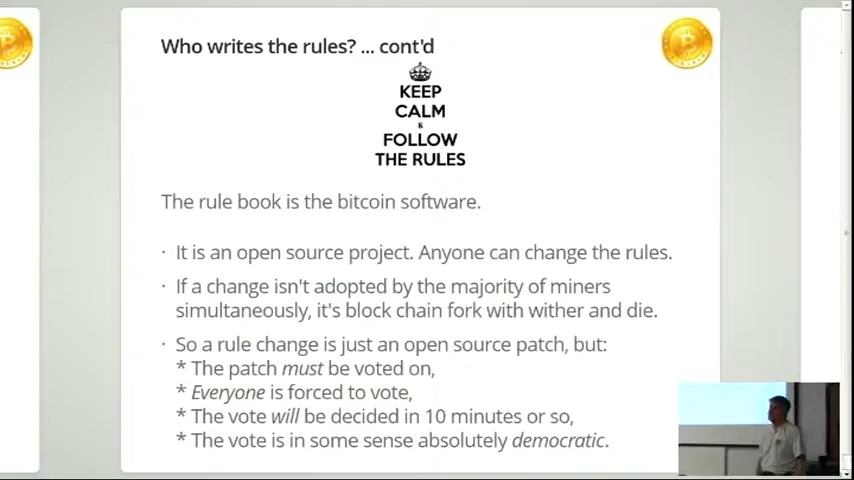 Who writes the rules? ... cont'd
KEEP
CALM
&
FOLLOW
THE RULES
The rule book is the bitcoin software.
· It is an open source project. Anyone can change the rules.
· If a change isn't adopted by the majority of miners
simultaneously, it's block chain fork with wither and die.
· So a rule change is just an open source patch, but:
* The patch must be voted on,
* Everyone is forced to vote,
* The vote will be decided in 10 minutes or so,
* The vote is in some sense absolutely democratic.